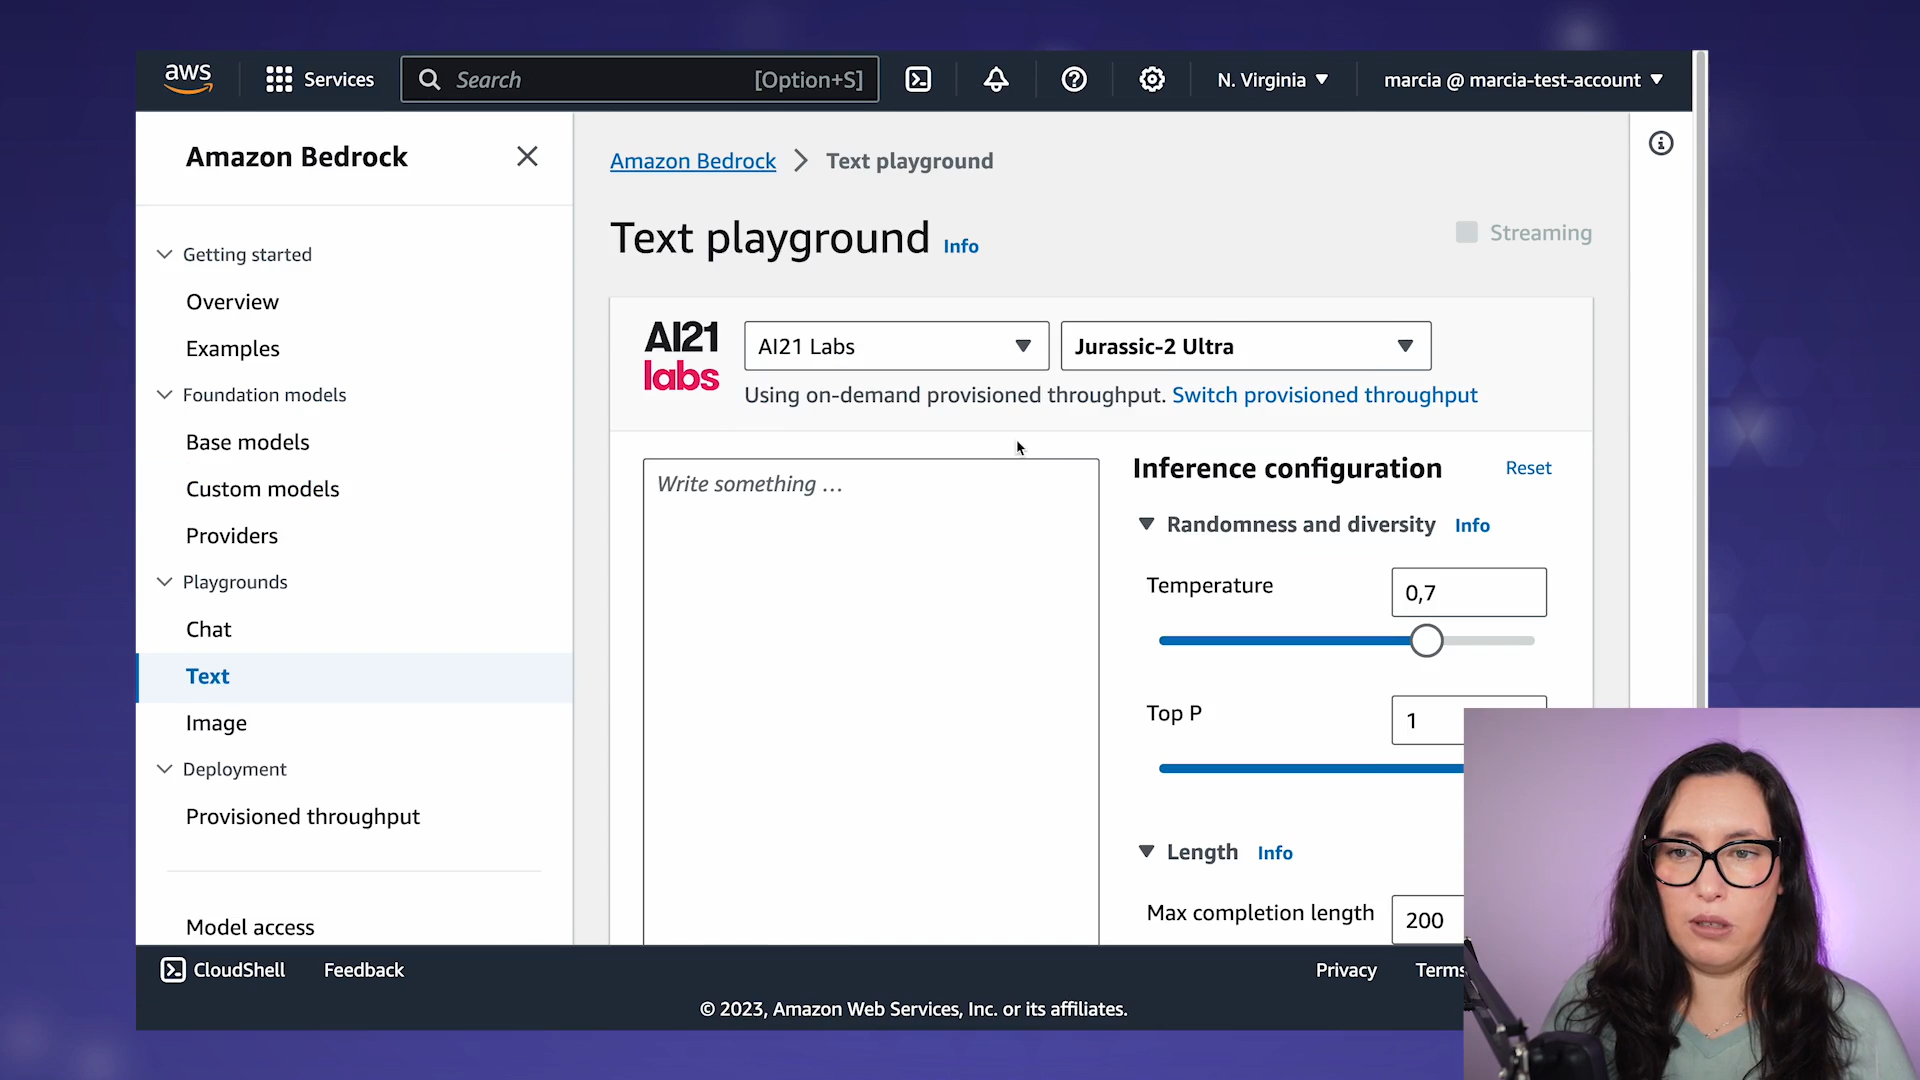 aws
Services
Search
[Option+S]
N. Virginia
marcia @ marcia-test-account
Amazon Bedrock
Getting started
Overview
Examples
Foundation models
Base models
Custom models
Providers
Playgrounds
Chat
Text
Image
Deployment
Provisioned throughput
Model access
Amazon Bedrock > Text playground
Text playground Info
Streaming
AI21
labs
AI21 Labs
Jurassic-2 Ultra
Using on-demand provisioned throughput. Switch provisioned throughput
Write something ...
Inference configuration
Reset
Randomness and diversity Info
Temperature
0,7
Top P
1
Length Info
Max completion length
200
CloudShell
Feedback
Privacy
Terms
© 2023, Amazon Web Services, Inc. or its affiliates.